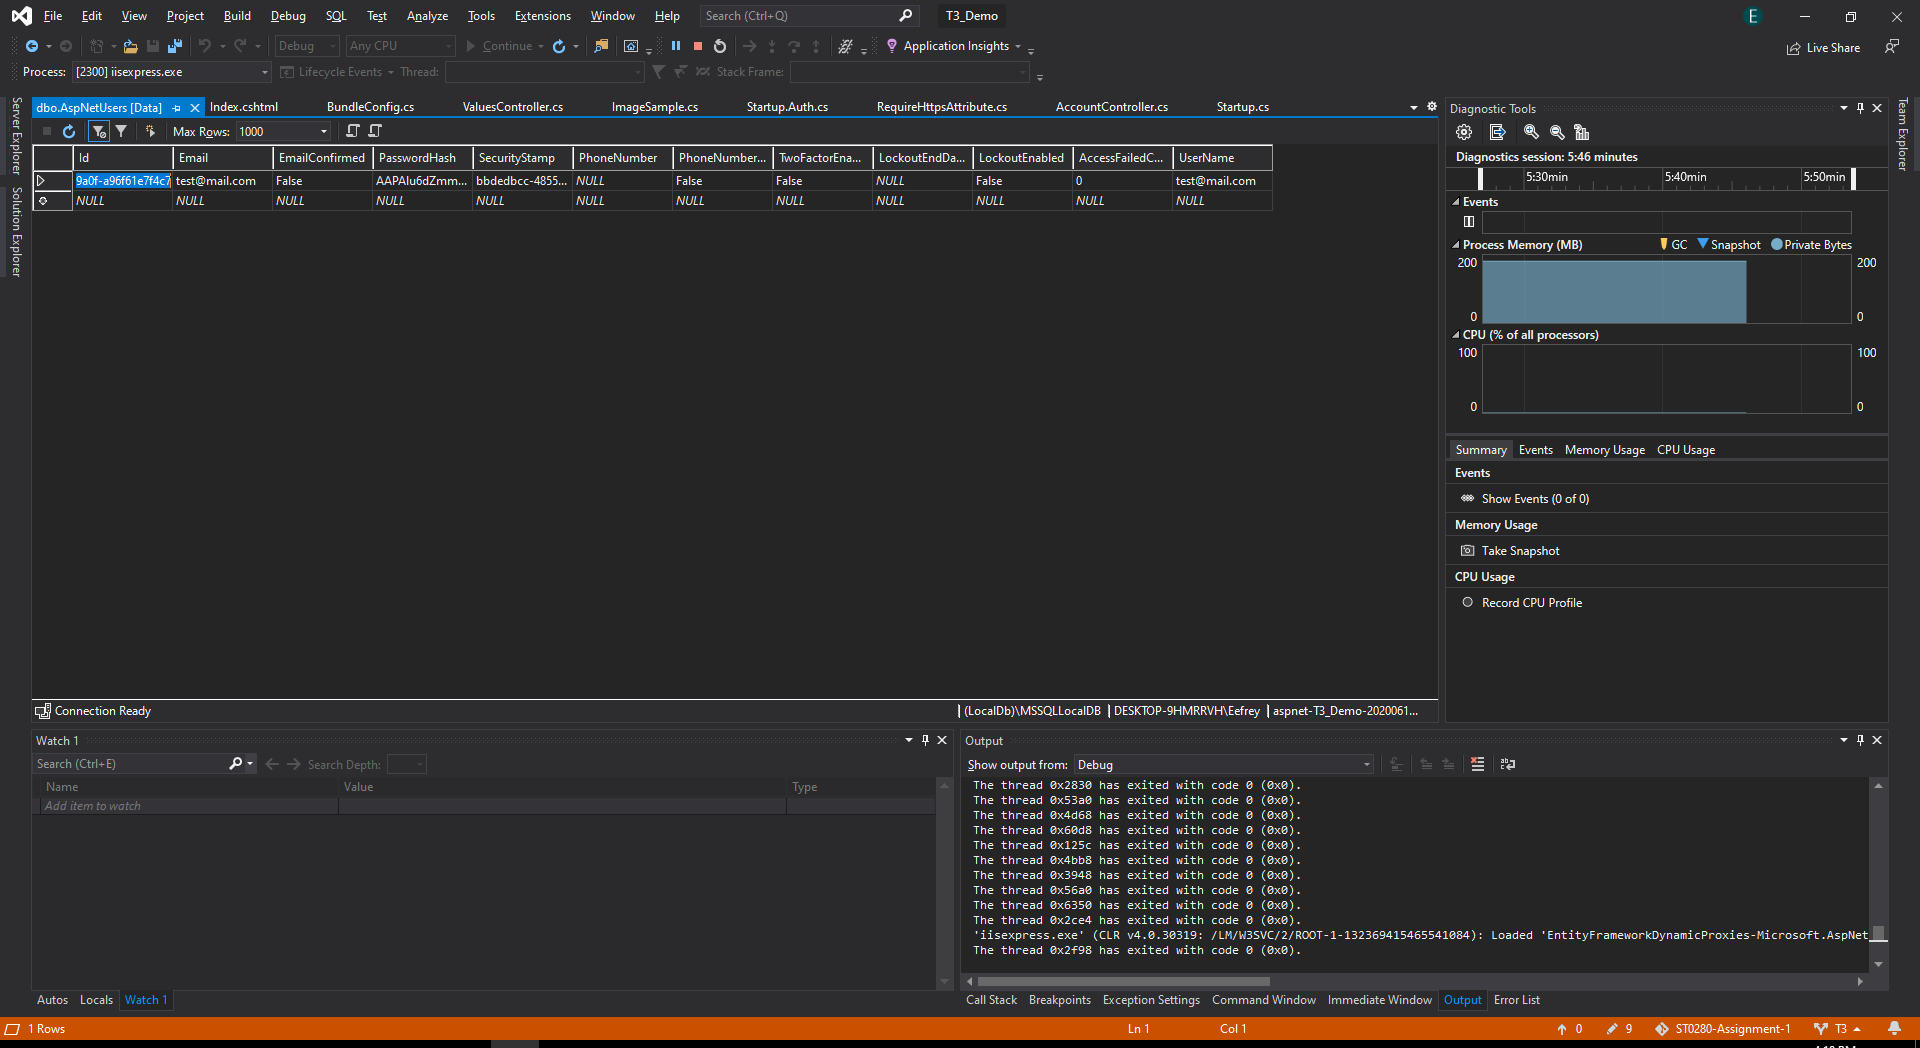 File Edit View Project Build Debug SQL Test Analyze Tools Extensions Window Help Search (Ctrl+Q) T3_Demo E
Debug Any CPU Continue Application Insights Live Share
Process: [2300] iisexpress.exe Lifecycle Events Thread: Stack Frame:
Server Explorer
Solution Explorer
dbo.AspNetUsers [Data] Index.cshtml BundleConfig.cs ValuesController.cs ImageSample.cs Startup.Auth.cs RequireHttpsAttribute.cs AccountController.cs Startup.cs
Max Rows: 1000
Id Email EmailConfirmed PasswordHash SecurityStamp PhoneNumber PhoneNumber... TwoFactorEna... LockoutEndDa... LockoutEnabled AccessFailedC... UserName
9a0f-a96f61e7f4c7 test@mail.com False AAPAlu6dZmm... bbdedbcc-4855... NULL False False NULL False 0 test@mail.com
NULL NULL NULL NULL NULL NULL NULL NULL NULL NULL NULL NULL
Connection Ready (LocalDb)\MSSQLLocalDB DESKTOP-9HMRRVH\Eefrey aspnet-T3_Demo-2020061...
Diagnostic Tools
Diagnostics session: 5:46 minutes
5:30min 5:40min 5:50min
Events
Process Memory (MB) GC Snapshot Private Bytes
200 200
0 0
CPU (% of all processors)
100 100
0 0
Summary Events Memory Usage CPU Usage
Events
Show Events (0 of 0)
Memory Usage
Take Snapshot
CPU Usage
Record CPU Profile
Team Explorer
Watch 1
Search (Ctrl+E) Search Depth:
Name Value Type
Add item to watch
Autos Locals Watch 1
Output
Show output from: Debug
The thread 0x2830 has exited with code 0 (0x0).
The thread 0x53a0 has exited with code 0 (0x0).
The thread 0x4d68 has exited with code 0 (0x0).
The thread 0x60d8 has exited with code 0 (0x0).
The thread 0x125c has exited with code 0 (0x0).
The thread 0x4bb8 has exited with code 0 (0x0).
The thread 0x3948 has exited with code 0 (0x0).
The thread 0x56a0 has exited with code 0 (0x0).
The thread 0x6350 has exited with code 0 (0x0).
The thread 0x2ce4 has exited with code 0 (0x0).
'iisexpress.exe' (CLR v4.0.30319: /LM/W3SVC/2/ROOT-1-132369415465541084): Loaded 'EntityFrameworkDynamicProxies-Microsoft.AspNet
The thread 0x2f98 has exited with code 0 (0x0).
Call Stack Breakpoints Exception Settings Command Window Immediate Window Output Error List
1 Rows Ln 1 Col 1 0 9 ST0280-Assignment-1 T3